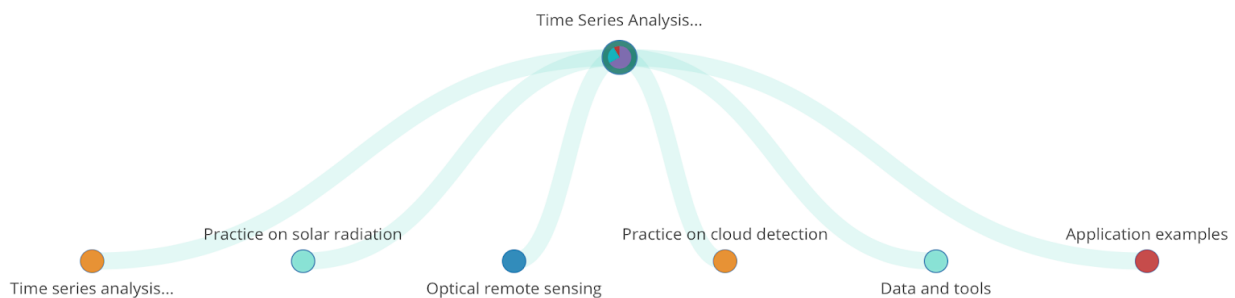 Time Series Analysis...
Practice on solar radiation
Practice on cloud detection
Application examples
Time series analysis...
Optical remote sensing
Data and tools